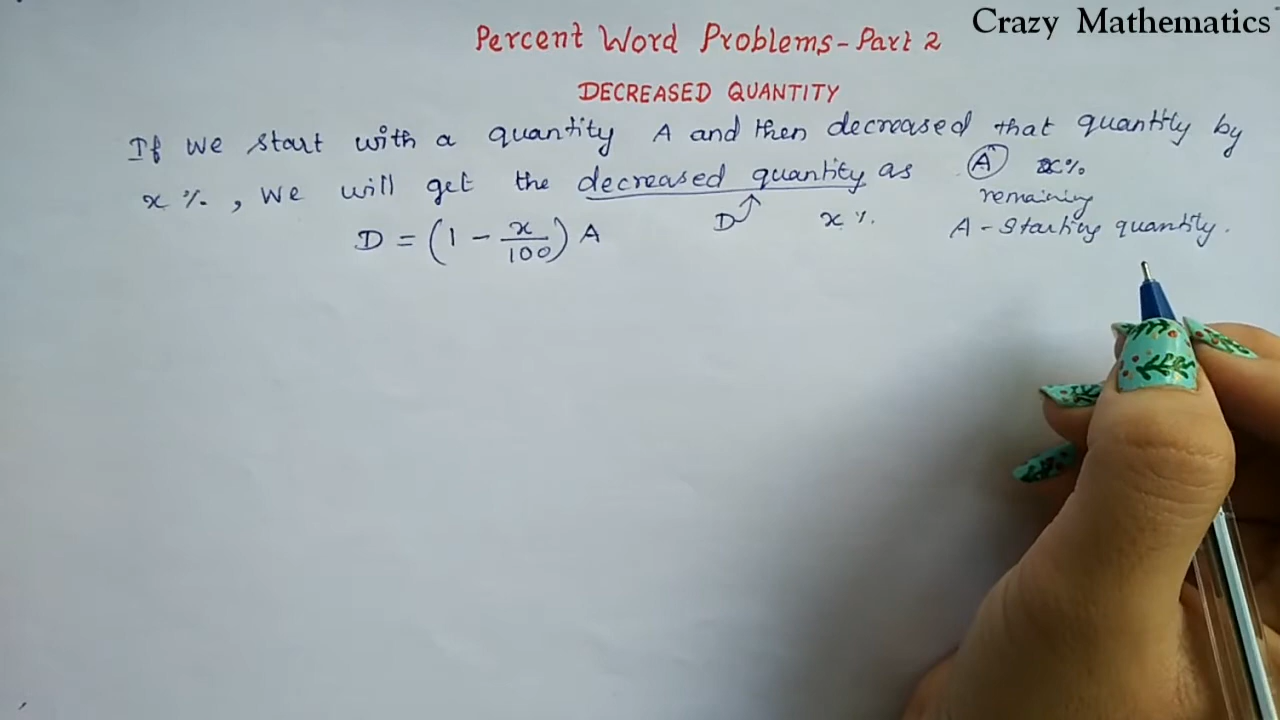 Crazy Mathematics
Percent Word Problems - Part 2
DECREASED QUANTITY
If we start with a quantity A and then decreased that quantity by
x %, we will get the decreased quantity as
A x%
remaining
D x %.
A - Starting quantity.
D = (1 - x/100) A